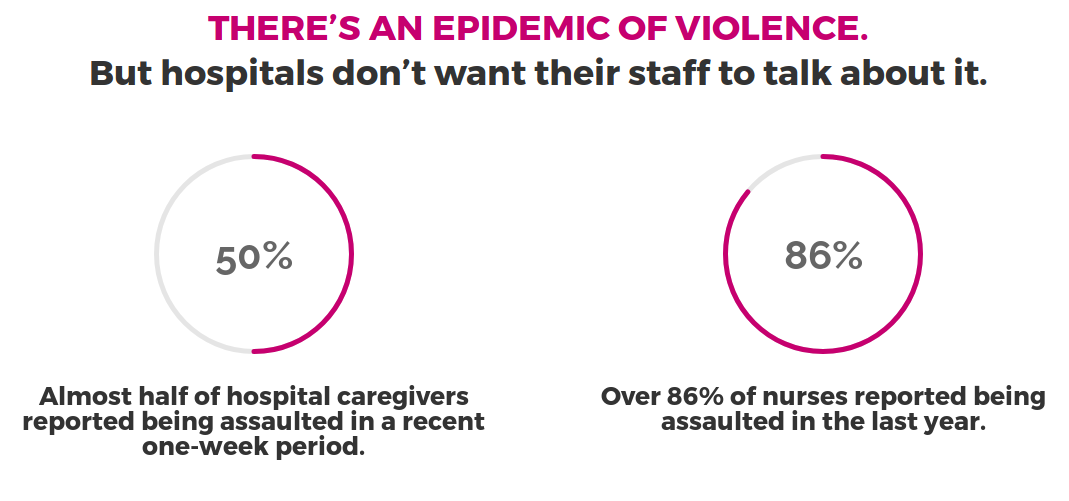 THERE’S AN EPIDEMIC OF VIOLENCE.
But hospitals don’t want their staff to talk about it.
50%
86%
Almost half of hospital caregivers
reported being assaulted in a recent
one-week period.
Over 86% of nurses reported being
assaulted in the last year.